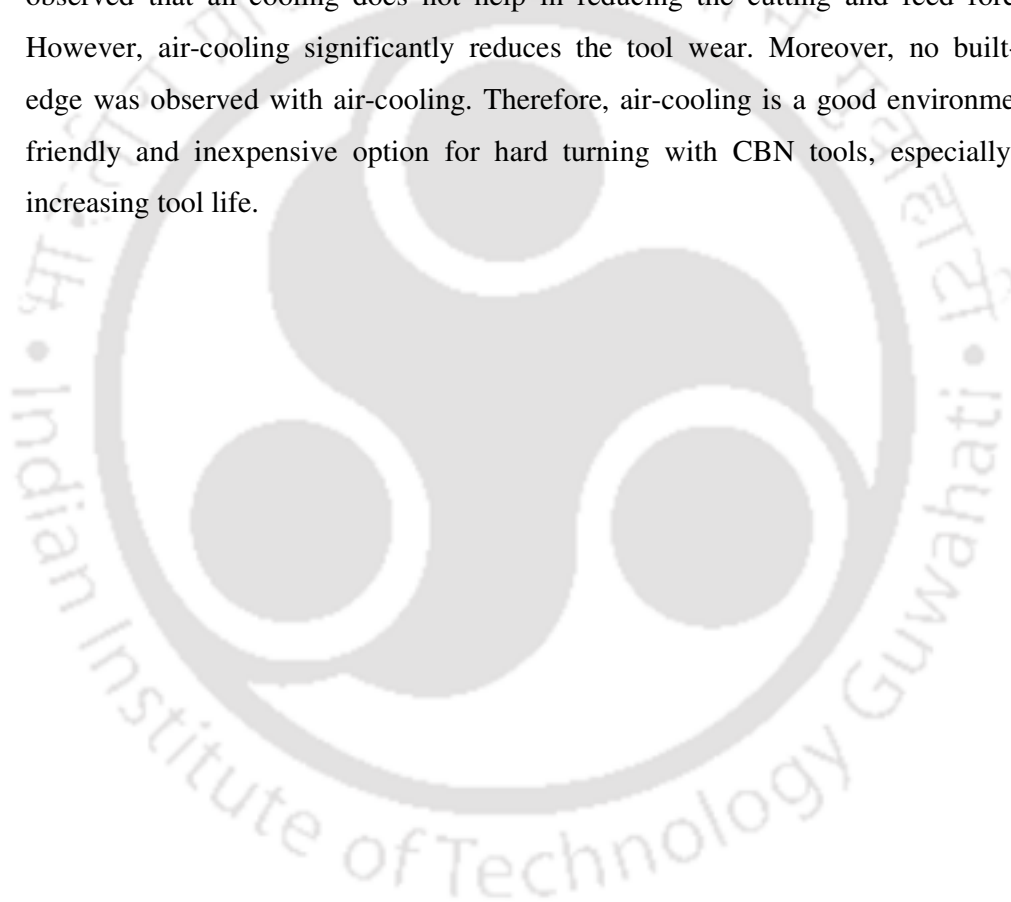 observed that air-cooling does not help in reducing the cutting and feed
However, air-cooling significantly reduces the tool wear. Moreover, no built-
edge was observed with air-cooling. Therefore, air-cooling is a good
friendly and inexpensive option for hard turning with CBN tools, especially
increasing tool life.
Indian Institute of Technology Guwahati